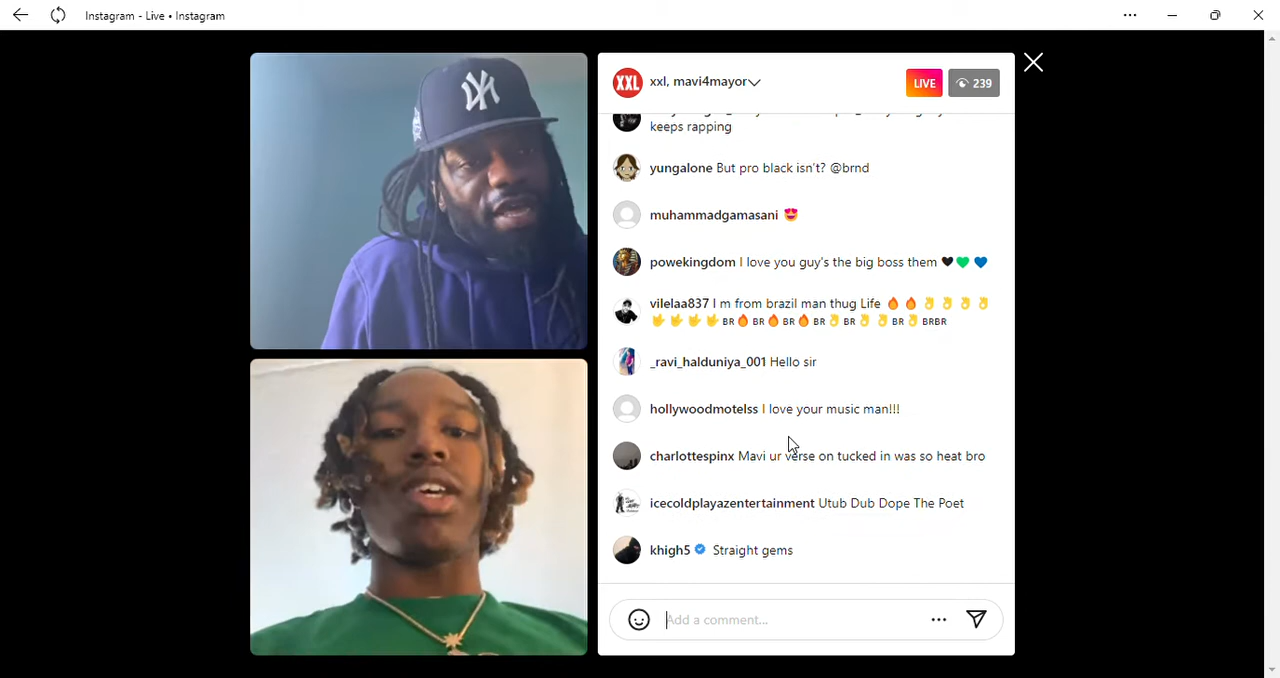 Instagram - Live • Instagram
NY
XXL xxl, mavi4mayor LIVE 239
keeps rapping
yungalone But pro black isn't? @brnd
muhammadgamasani 😍
powekingdom I love you guy's the big boss them 🖤 💚 💙
vilelaa837 I m from brazil man thug Life 🔥 🔥 👌 👌 👌 👌
🤟 🤟 🤟 🤟 BR 🔥 BR 🔥 BR 🔥 BR 👌 BR 👌 👌 BR 👌 BRBR
_ravi_halduniya_001 Hello sir
hollywoodmotelss I love your music man!!!
charlottespinx Mavi ur verse on tucked in was so heat bro
icecoldplayazentertainment Utub Dub Dope The Poet
khigh5 Straight gems
Add a comment...